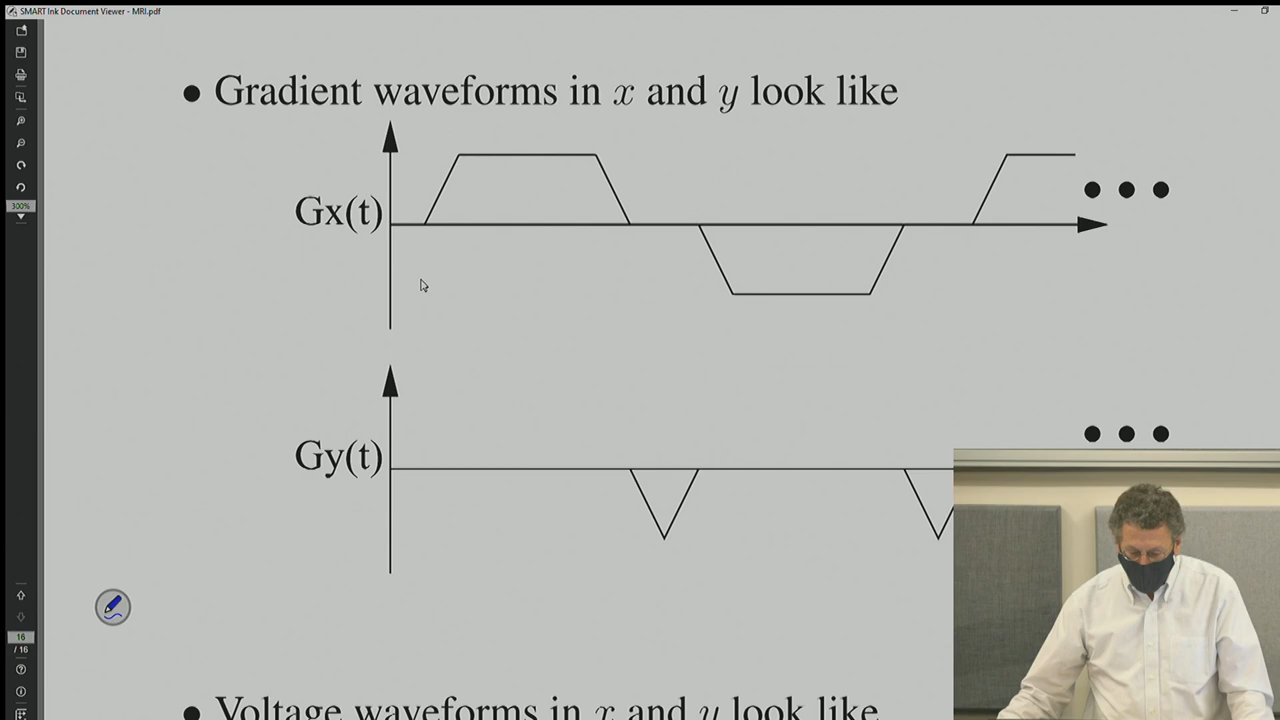 SMART Ink Document Viewer - MRI.pdf
• Gradient waveforms in x and y look like
Gx(t)
Gy(t)
300%
16
/ 16
• Voltage waveforms in x and y look like